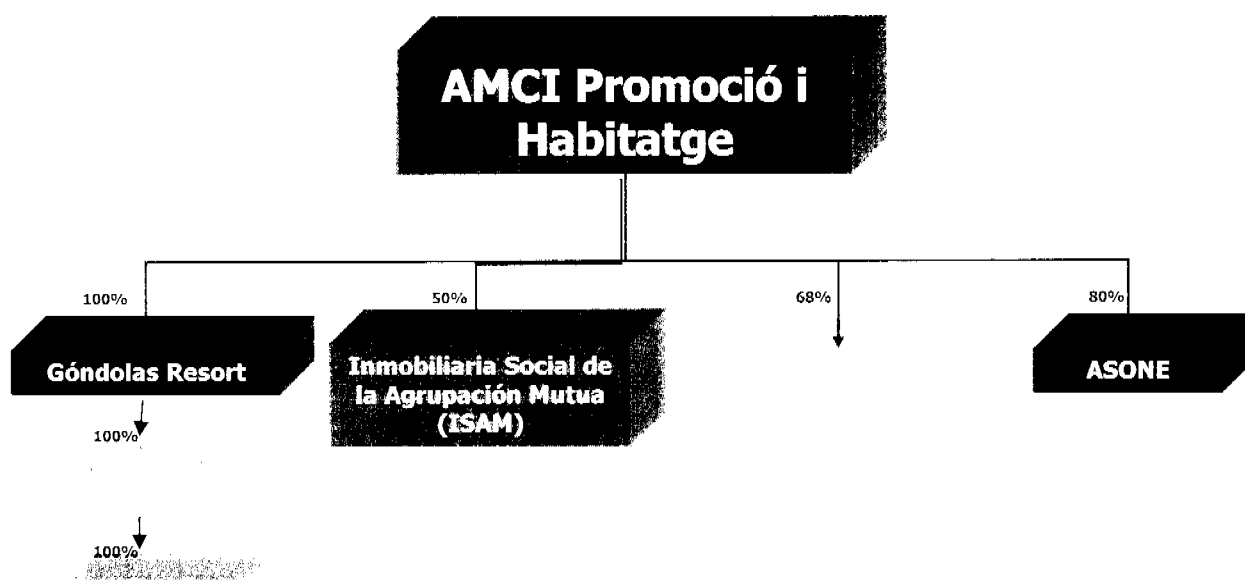 AMCI Promoció i
Habitatge
100%
50%
68%
80%
Góndolas Resort
Inmobiliaria Social de
la Agrupación Mutua
(ISAM)
ASONE
100%
100%